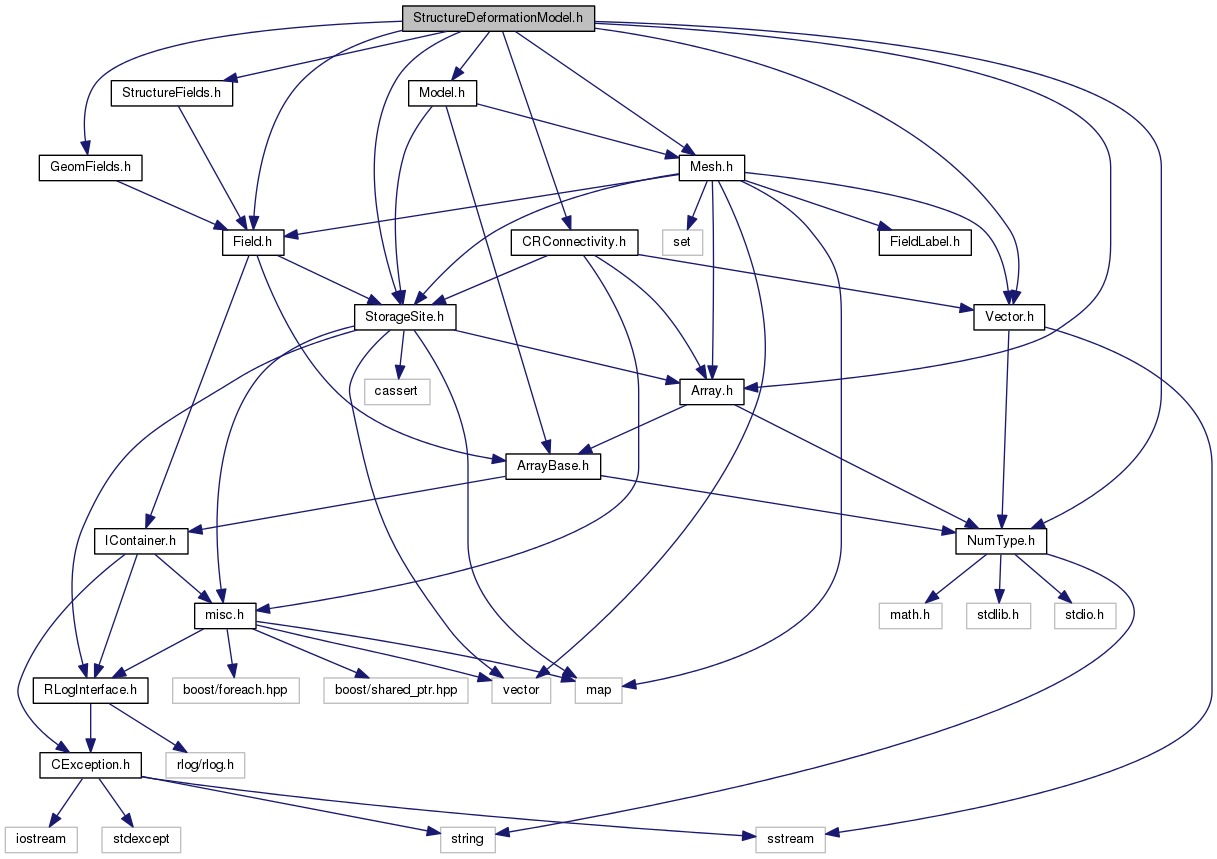 StructureDeformationModel.h
StructureFields.h
Model.h
GeomFields.h
Mesh.h
Field.h
CRConnectivity.h
set
FieldLabel.h
StorageSite.h
Vector.h
cassert
Array.h
ArrayBase.h
IContainer.h
NumType.h
misc.h
math.h
stdlib.h
stdio.h
RLogInterface.h
boost/foreach.hpp
boost/shared_ptr.hpp
vector
map
CException.h
rlog/rlog.h
iostream
stdexcept
string
sstream